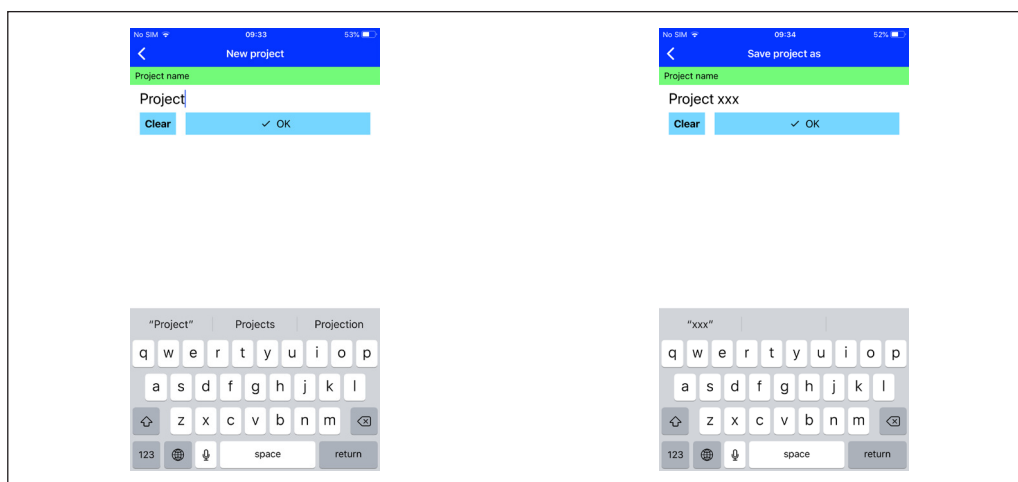 No SIM 09:33 53%
New project
Project name
Project
Clear ✓ OK
"Project" Projects Projection
q w e r t y u i o p
a s d f g h j k l
z x c v b n m
123 space return
No SIM 09:34 52%
Save project as
Project name
Project xxx
Clear ✓ OK
"xxx"
q w e r t y u i o p
a s d f g h j k l
z x c v b n m
123 space return